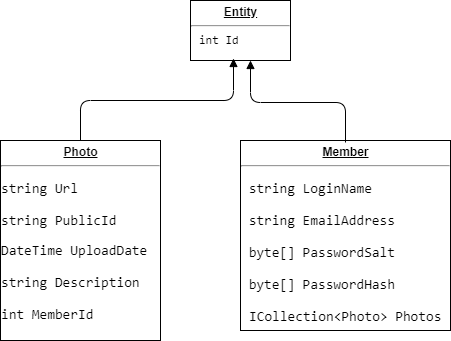 Entity
int Id
Photo
string Url
string PublicId
DateTime UploadDate
string Description
int MemberId
Member
string LoginName
string EmailAddress
byte[] PasswordSalt
byte[] PasswordHash
ICollection<Photo> Photos